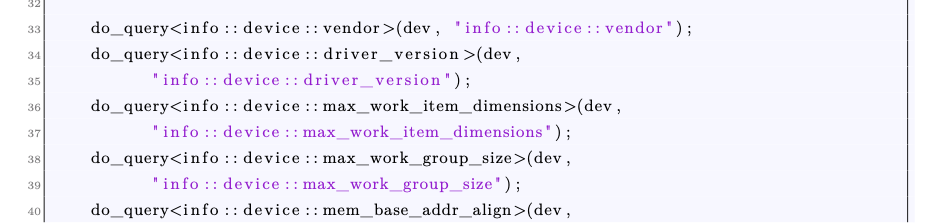 32
33 do_query<info::device::vendor>(dev, "info::device::vendor");
34 do_query<info::device::driver_version>(dev,
35 "info::device::driver_version");
36 do_query<info::device::max_work_item_dimensions>(dev,
37 "info::device::max_work_item_dimensions");
38 do_query<info::device::max_work_group_size>(dev,
39 "info::device::max_work_group_size");
40 do_query<info::device::mem_base_addr_align>(dev,